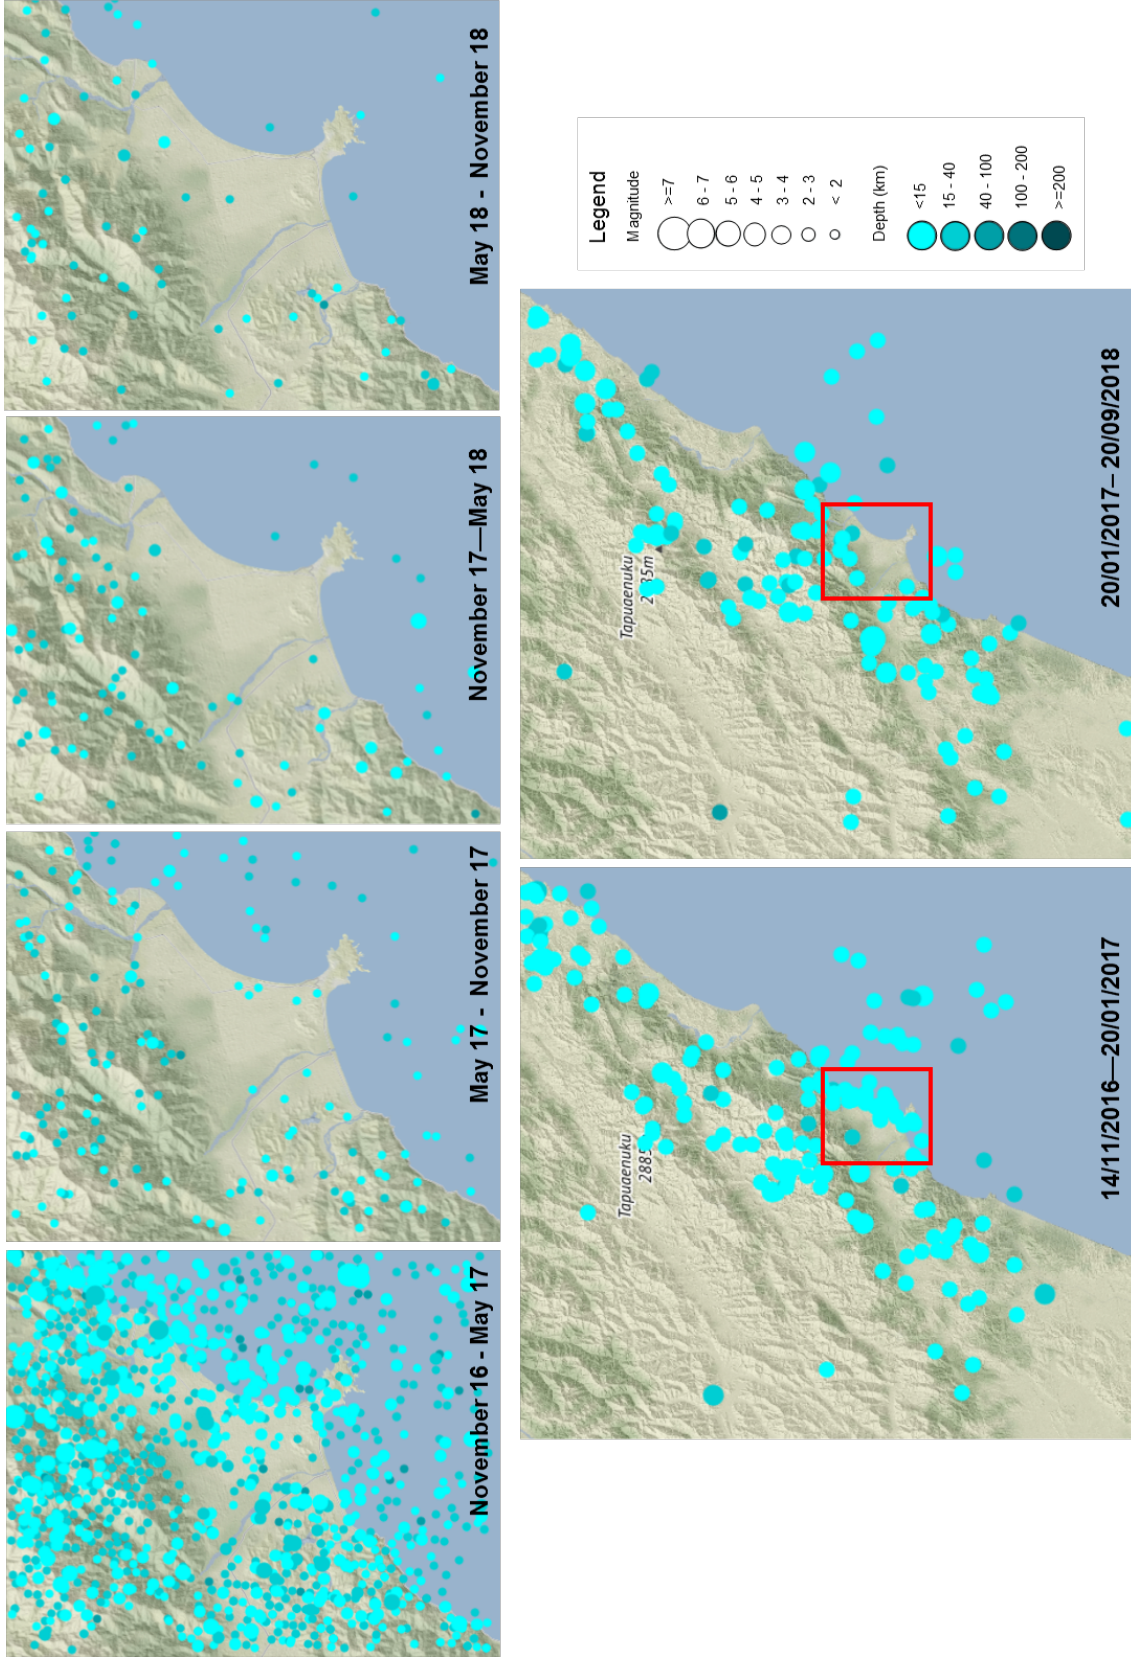 November 16 - May 17
May 17 - November 17
November 17—May 18
May 18 - November 18
Tapuaenuku
14/11/2016—20/01/2017
Tapuaenuku
20/01/2017– 20/09/2018
Legend
Magnitude
>=7
6 - 7
5 - 6
4 - 5
3 - 4
2 - 3
< 2
Depth (km)
<15
15 - 40
40 - 100
100 - 200
>=200